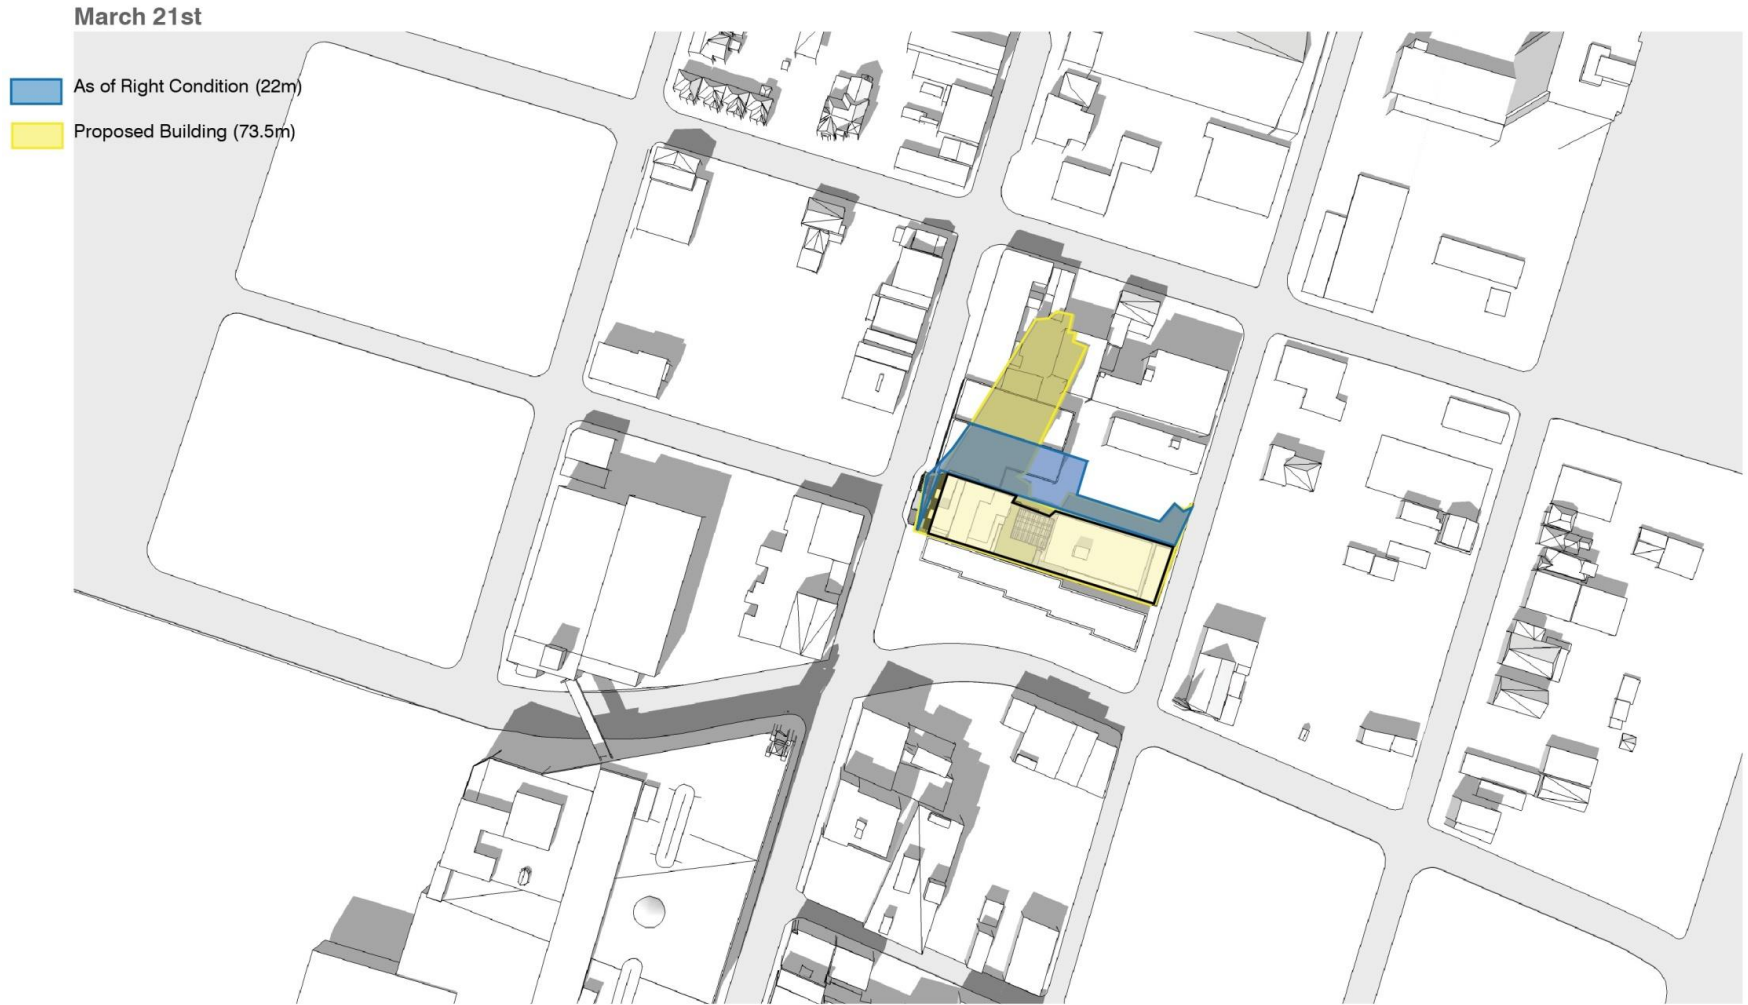 March 21st
As of Right Condition (22m)
Proposed Building (73.5m)